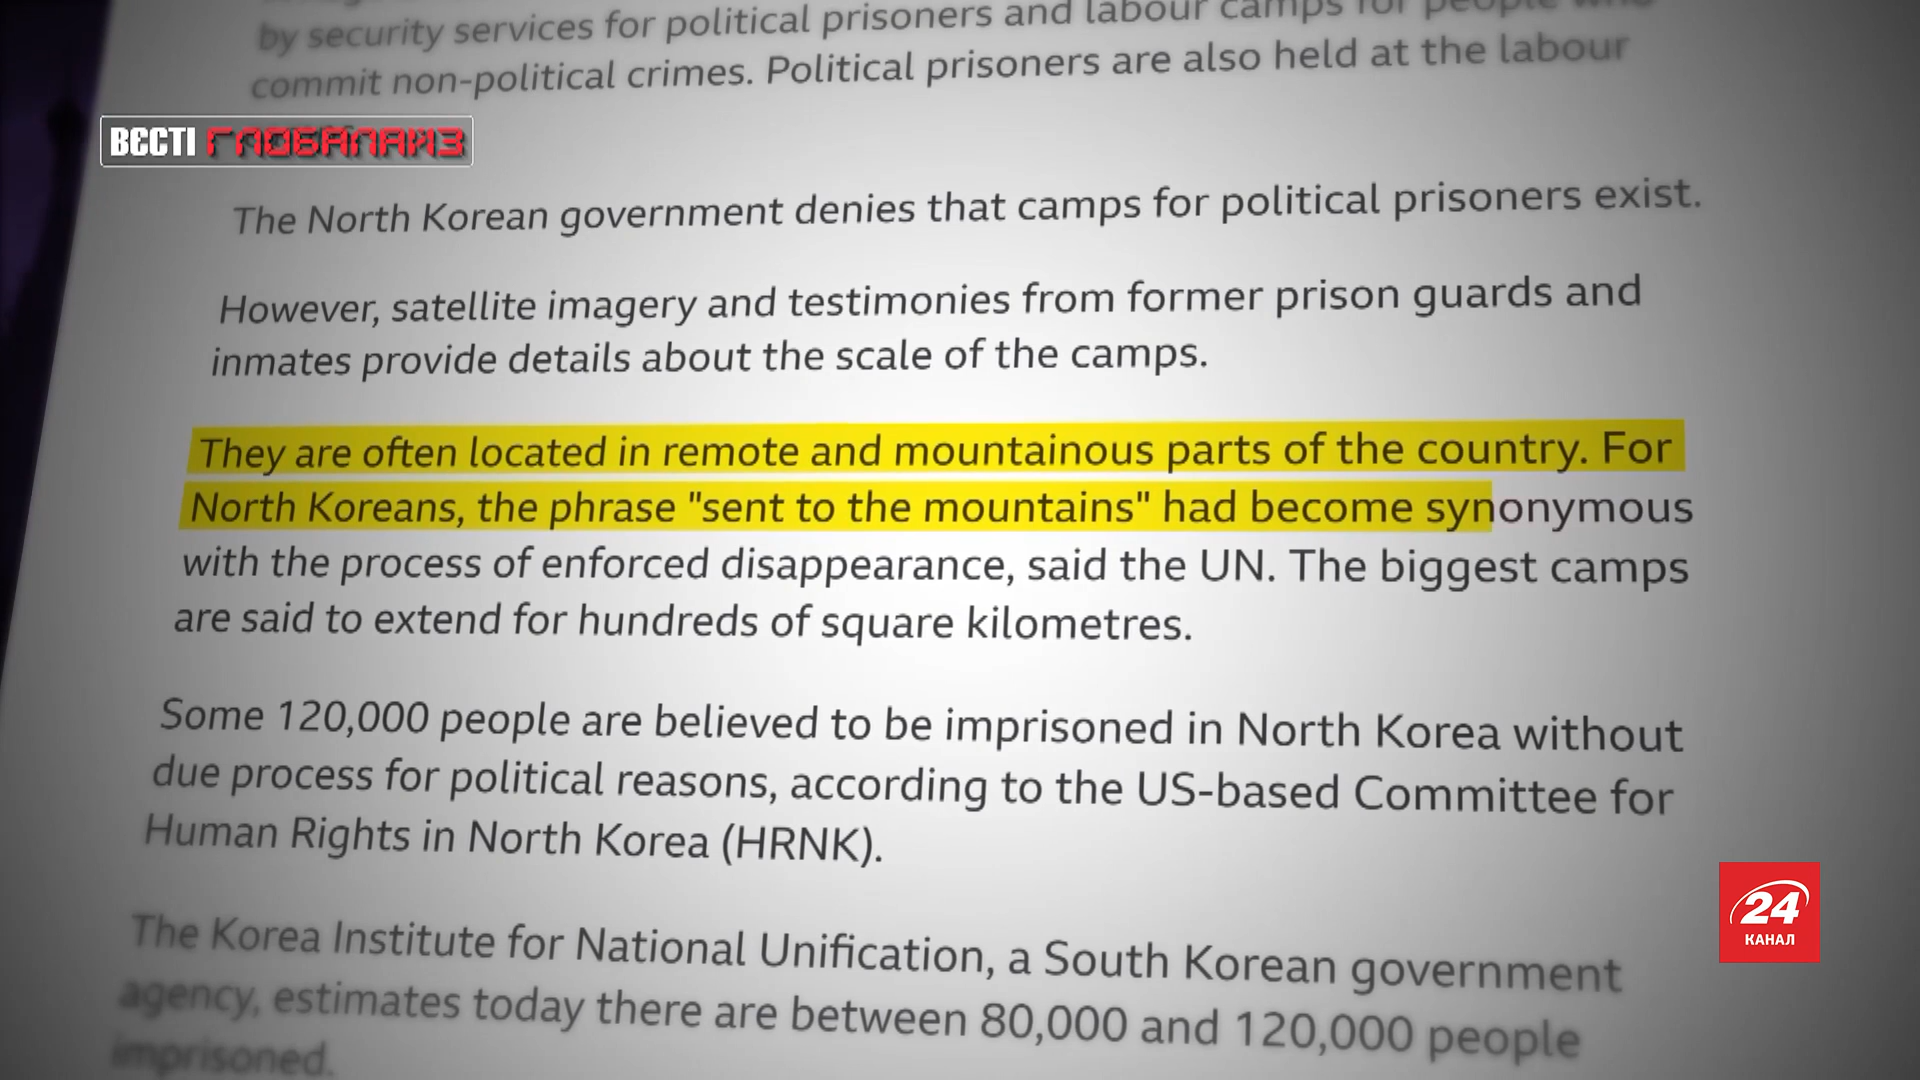 by security services for political prisoners and labour camps for people who
commit non-political crimes. Political prisoners are also held at the labour
ВЄСТІ ГЛОБАЛАЙЗ
The North Korean government denies that camps for political prisoners exist.
However, satellite imagery and testimonies from former prison guards and
inmates provide details about the scale of the camps.
They are often located in remote and mountainous parts of the country. For
North Koreans, the phrase "sent to the mountains" had become synonymous
with the process of enforced disappearance, said the UN. The biggest camps
are said to extend for hundreds of square kilometres.
Some 120,000 people are believed to be imprisoned in North Korea without
due process for political reasons, according to the US-based Committee for
Human Rights in North Korea (HRNK).
The Korea Institute for National Unification, a South Korean government
agency, estimates today there are between 80,000 and 120,000 people
imprisoned.
24
КАНАЛ